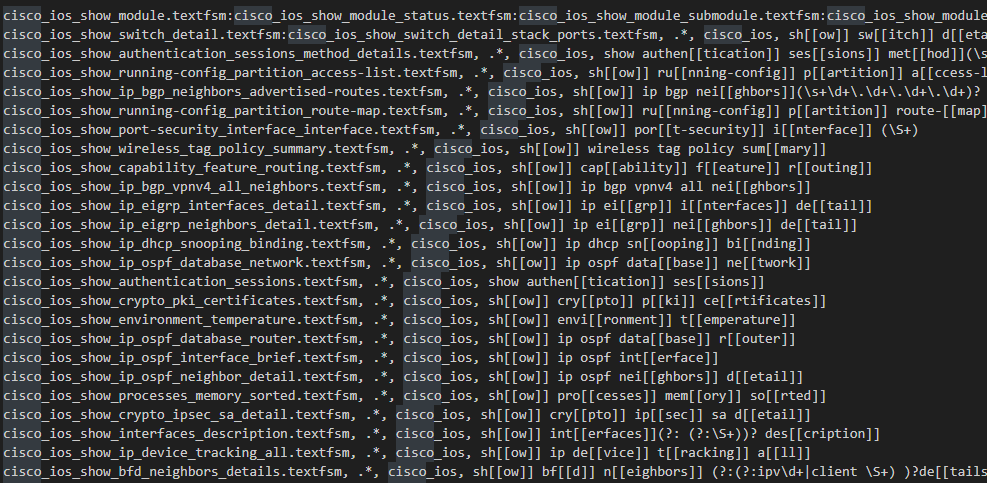 cisco_ios_show_module.textfsm:cisco_ios_show_module_status.textfsm:cisco_ios_show_module_submodule.textfsm:cisco_ios_show_module
cisco_ios_show_switch_detail.textfsm:cisco_ios_show_switch_detail_stack_ports.textfsm, .*, cisco_ios, sh[[ow]] sw[[itch]] d[[eta
cisco_ios_show_authentication_sessions_method_details.textfsm, .*, cisco_ios, show authen[[tication]] ses[[sions]] met[[hod]](\s
cisco_ios_show_running-config_partition_access-list.textfsm, .*, cisco_ios, sh[[ow]] ru[[nning-config]] p[[artition]] a[[ccess-l
cisco_ios_show_ip_bgp_neighbors_advertised-routes.textfsm, .*, cisco_ios, sh[[ow]] ip bgp nei[[ghbors]](\s+\d+\.\d+\.\d+\.\d+)?
cisco_ios_show_running-config_partition_route-map.textfsm, .*, cisco_ios, sh[[ow]] ru[[nning-config]] p[[artition]] route-[[map]
cisco_ios_show_port-security_interface_interface.textfsm, .*, cisco_ios, sh[[ow]] por[[t-security]] i[[nterface]] (\S+)
cisco_ios_show_wireless_tag_policy_summary.textfsm, .*, cisco_ios, sh[[ow]] wireless tag policy sum[[mary]]
cisco_ios_show_capability_feature_routing.textfsm, .*, cisco_ios, sh[[ow]] cap[[ability]] f[[eature]] r[[outing]]
cisco_ios_show_ip_bgp_vpnv4_all_neighbors.textfsm, .*, cisco_ios, sh[[ow]] ip bgp vpnv4 all nei[[ghbors]]
cisco_ios_show_ip_eigrp_interfaces_detail.textfsm, .*, cisco_ios, sh[[ow]] ip ei[[grp]] i[[nterfaces]] de[[tail]]
cisco_ios_show_ip_eigrp_neighbors_detail.textfsm, .*, cisco_ios, sh[[ow]] ip ei[[grp]] nei[[ghbors]] de[[tail]]
cisco_ios_show_ip_dhcp_snooping_binding.textfsm, .*, cisco_ios, sh[[ow]] ip dhcp sn[[ooping]] bi[[nding]]
cisco_ios_show_ip_ospf_database_network.textfsm, .*, cisco_ios, sh[[ow]] ip ospf data[[base]] ne[[twork]]
cisco_ios_show_authentication_sessions.textfsm, .*, cisco_ios, show authen[[tication]] ses[[sions]]
cisco_ios_show_crypto_pki_certificates.textfsm, .*, cisco_ios, sh[[ow]] cry[[pto]] p[[ki]] ce[[rtificates]]
cisco_ios_show_environment_temperature.textfsm, .*, cisco_ios, sh[[ow]] envi[[ronment]] t[[emperature]]
cisco_ios_show_ip_ospf_database_router.textfsm, .*, cisco_ios, sh[[ow]] ip ospf data[[base]] r[[outer]]
cisco_ios_show_ip_ospf_interface_brief.textfsm, .*, cisco_ios, sh[[ow]] ip ospf int[[erface]]
cisco_ios_show_ip_ospf_neighbor_detail.textfsm, .*, cisco_ios, sh[[ow]] ip ospf nei[[ghbors]] d[[etail]]
cisco_ios_show_processes_memory_sorted.textfsm, .*, cisco_ios, sh[[ow]] pro[[cesses]] mem[[ory]] so[[rted]]
cisco_ios_show_crypto_ipsec_sa_detail.textfsm, .*, cisco_ios, sh[[ow]] cry[[pto]] ip[[sec]] sa d[[etail]]
cisco_ios_show_interfaces_description.textfsm, .*, cisco_ios, sh[[ow]] int[[erfaces]](?: (?:\S+))? des[[cription]]
cisco_ios_show_ip_device_tracking_all.textfsm, .*, cisco_ios, sh[[ow]] ip de[[vice]] t[[racking]] a[[ll]]
cisco_ios_show_bfd_neighbors_details.textfsm, .*, cisco_ios, sh[[ow]] bf[[d]] n[[eighbors]] (?:(?:ipv\d+|client \S+) )?de[[tails